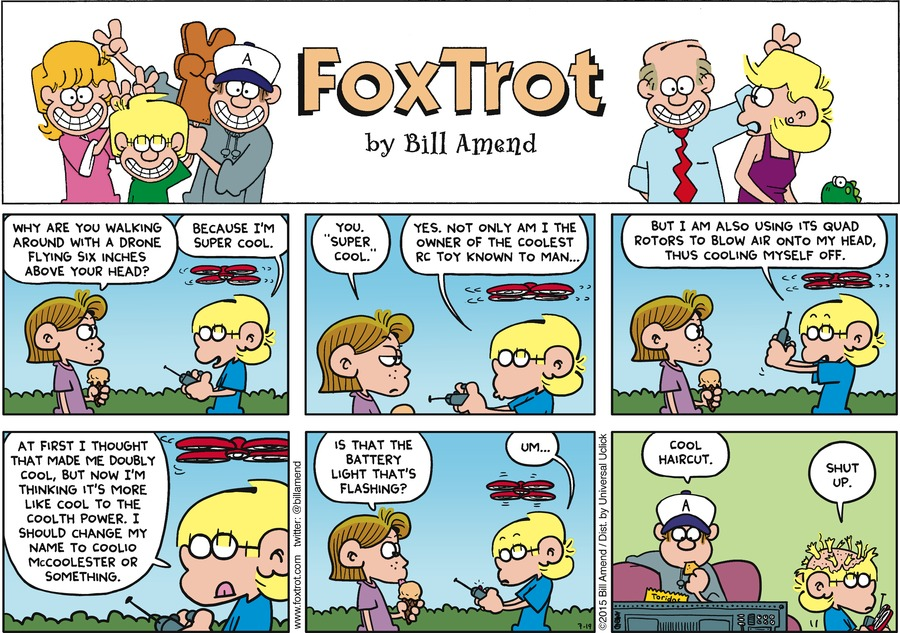 A
FOXTROT
by Bill Amend
WHY ARE YOU WALKING
AROUND WITH A DRONE
FLYING SIX INCHES
ABOVE YOUR HEAD?
BECAUSE I'M
SUPER COOL.
YOU.
"SUPER
COOL."
YES. NOT ONLY AM I THE
OWNER OF THE COOLEST
RC TOY KNOWN TO MAN...
BUT I AM ALSO USING ITS QUAD
ROTORS TO BLOW AIR ONTO MY HEAD,
THUS COOLING MYSELF OFF.
AT FIRST I THOUGHT
THAT MADE ME DOUBLY
COOL, BUT NOW I'M
THINKING IT'S MORE
LIKE COOL TO THE
COOLTH POWER. I
SHOULD CHANGE MY
NAME TO COOLIO
MCCOOLESTER OR
SOMETHING.
www.foxtrot.com twitter: @billamend
IS THAT THE
BATTERY
LIGHT THAT'S
FLASHING?
UM...
7-19
©2015 Bill Amend / Dist. by Universal Uclick
COOL
HAIRCUT.
A
Toridos
SHUT
UP.